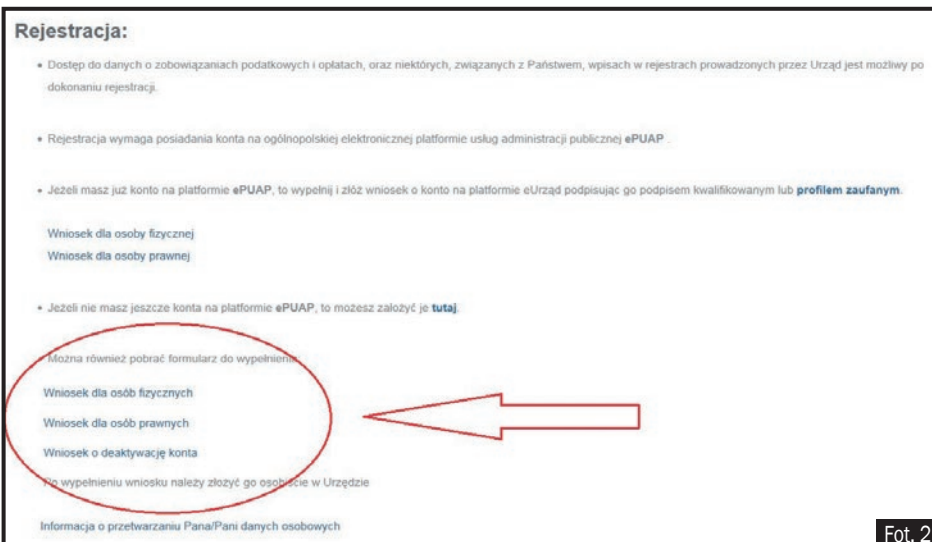 Rejestracja:
• Dostęp do danych o zobowiązaniach podatkowych i opłatach, oraz niektórych, związanych z Państwem, wpisach w rejestrach prowadzonych przez Urząd jest możliwy po
dokonaniu rejestracji.
• Rejestracja wymaga posiadania konta na ogólnopolskiej elektronicznej platformie usług administracji publicznej ePUAP .
• Jeżeli masz już konto na platformie ePUAP, to wypełnij i złóż wniosek o konto na platformie eUrząd podpisując go podpisem kwalifikowanym lub profilem zaufanym.
Wniosek dla osoby fizycznej
Wniosek dla osoby prawnej
• Jeżeli nie masz jeszcze konta na platformie ePUAP, to możesz założyć je tutaj.
• Można również pobrać formularz do wypełnienia:
Wniosek dla osób fizycznych
Wniosek dla osób prawnych
Wniosek o deaktywację konta
Po wypełnieniu wniosku należy złożyć go osobiście w Urzędzie
Informacja o przetwarzaniu Pana/Pani danych osobowych
Fot. 2